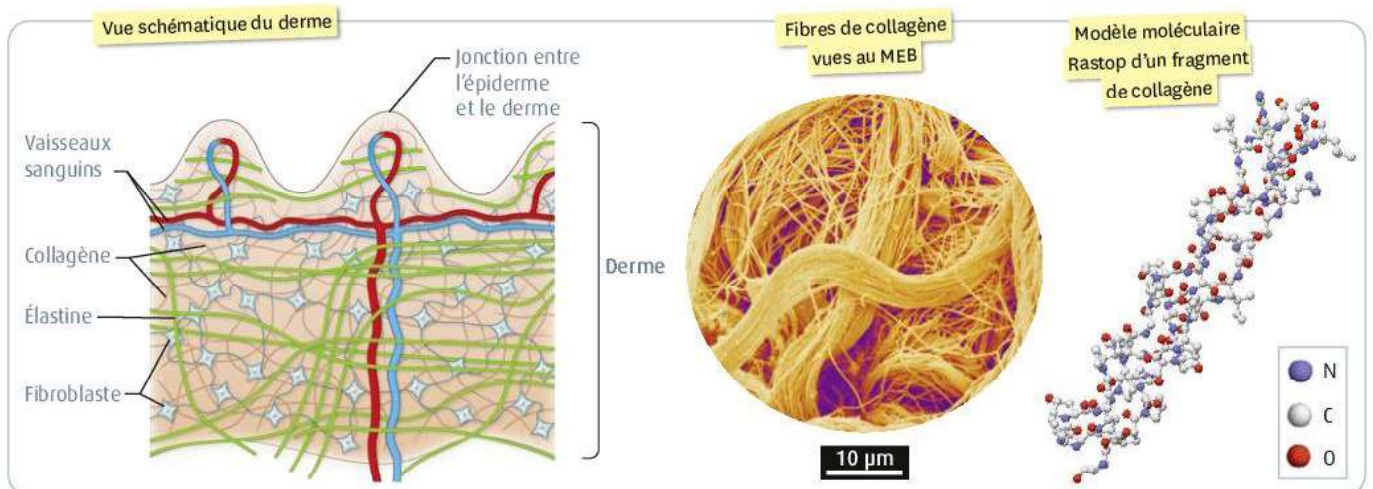 Vue schématique du derme
Jonction entre
l'épiderme
et le derme
Vaisseaux
sanguins
Collagène
Élastine
Fibroblaste
Derme
Fibres de collagène
vues au MEB
10 µm
Modèle moléculaire
Rastop d'un fragment
de collagène
N
C
O